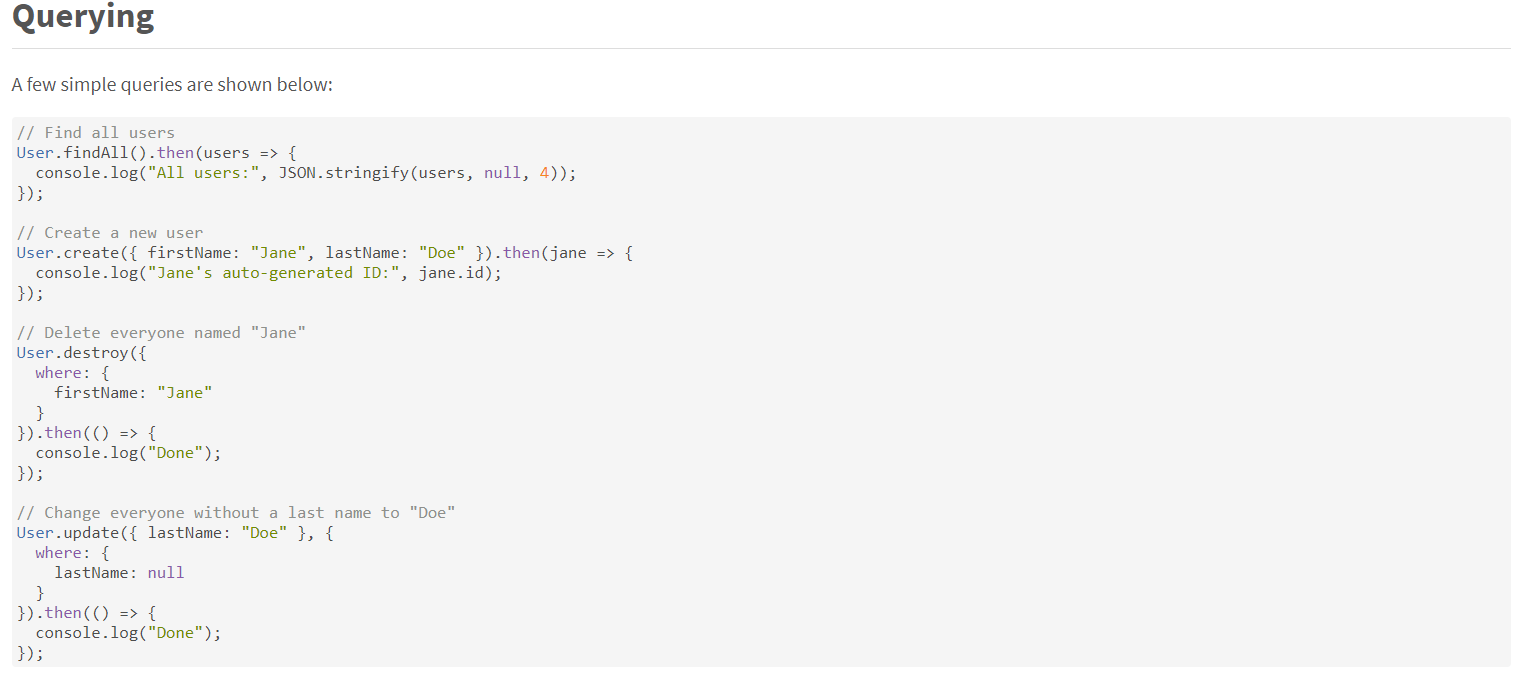 Querying
A few simple queries are shown below:
// Find all users
User.findAll().then(users => {
  console.log("All users:", JSON.stringify(users, null, 4));
});

// Create a new user
User.create({ firstName: "Jane", lastName: "Doe" }).then(jane => {
  console.log("Jane's auto-generated ID:", jane.id);
});

// Delete everyone named "Jane"
User.destroy({
  where: {
    firstName: "Jane"
  }
}).then(() => {
  console.log("Done");
});

// Change everyone without a last name to "Doe"
User.update({ lastName: "Doe" }, {
  where: {
    lastName: null
  }
}).then(() => {
  console.log("Done");
});